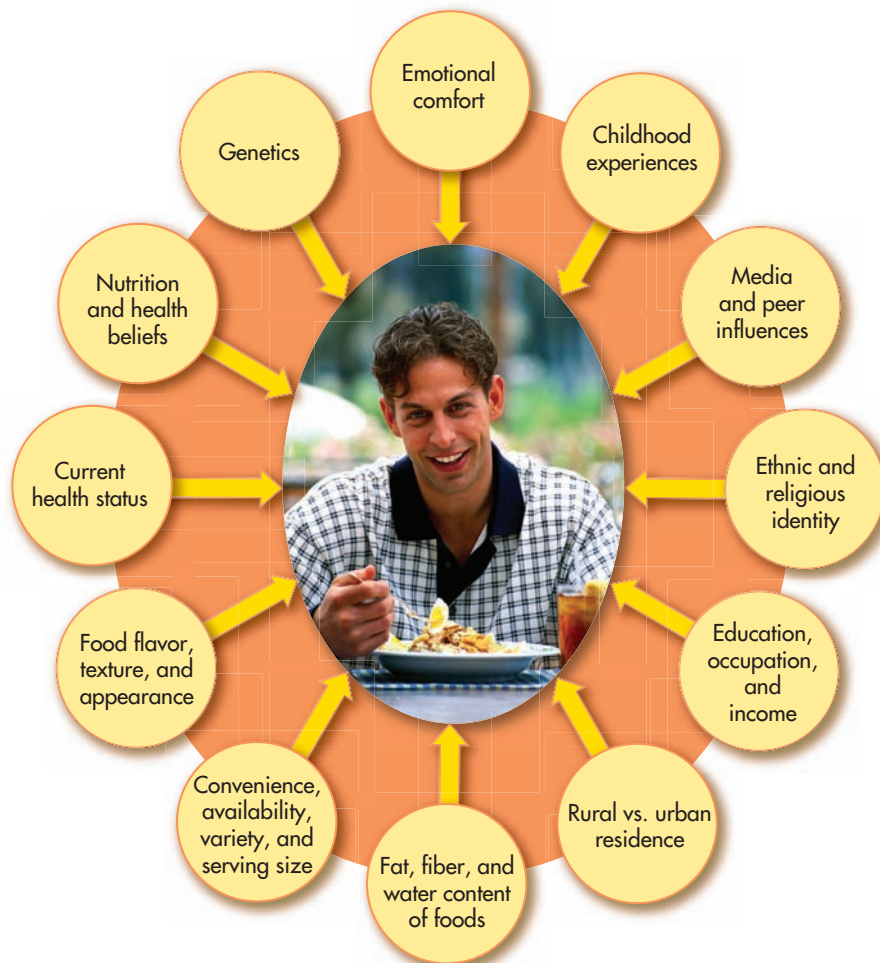 Emotional
comfort
Childhood
experiences
Media
and peer
influences
Ethnic and
religious
identity
Education,
occupation,
and
income
Rural vs. urban
residence
Fat, fiber, and
water content
of foods
Convenience,
availability,
variety, and
serving size
Food flavor,
texture, and
appearance
Current
health status
Nutrition
and health
beliefs
Genetics